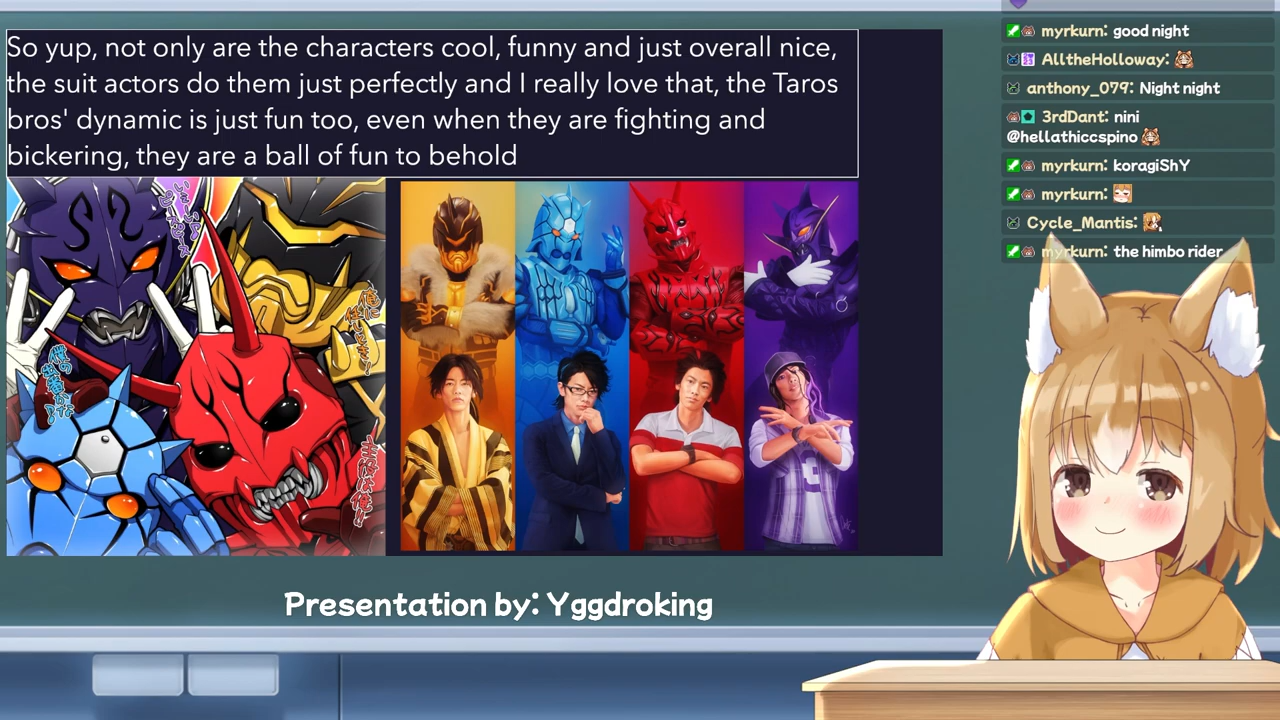 So yup, not only are the characters cool, funny and just overall nice,
the suit actors do them just perfectly and I really love that, the Taros
bros' dynamic is just fun too, even when they are fighting and
bickering, they are a ball of fun to behold
Presentation by: Yggdroking
myrkurn: good night
AlltheHolloway:
anthony_079: Night night
3rdDant: nini
@hellathiccspino
myrkurn: koragiShY
myrkurn:
Cycle_Mantis:
myrkurn: the himbo rider